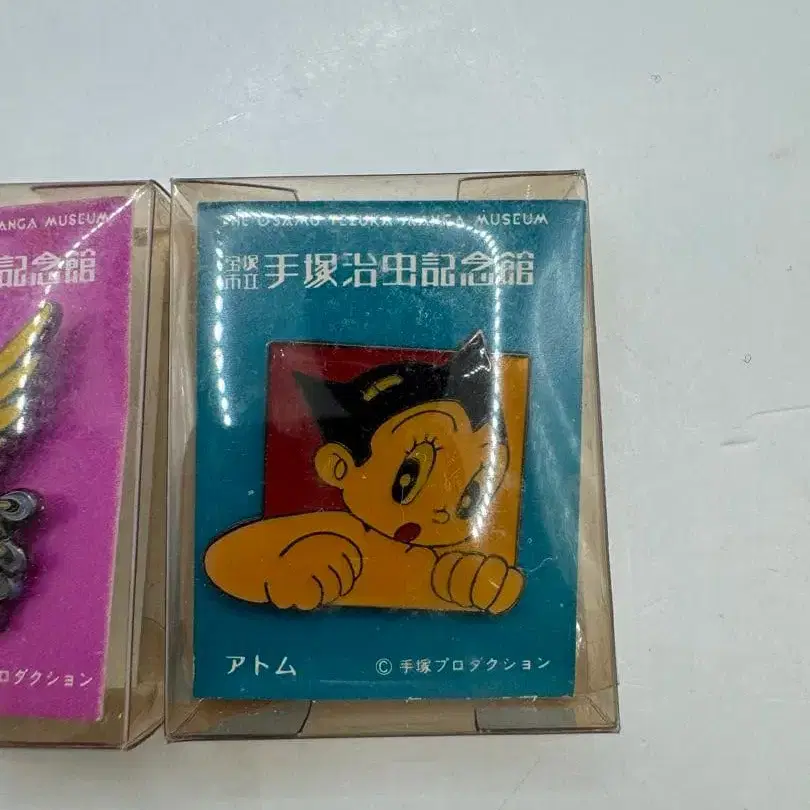 ANGA MUSEUM
記念館
ロダクション
THE OSAMU TEZUKA MANGA MUSEUM
宝塚
市立
手塚治虫記念館
アトム
© 手塚プロダクション